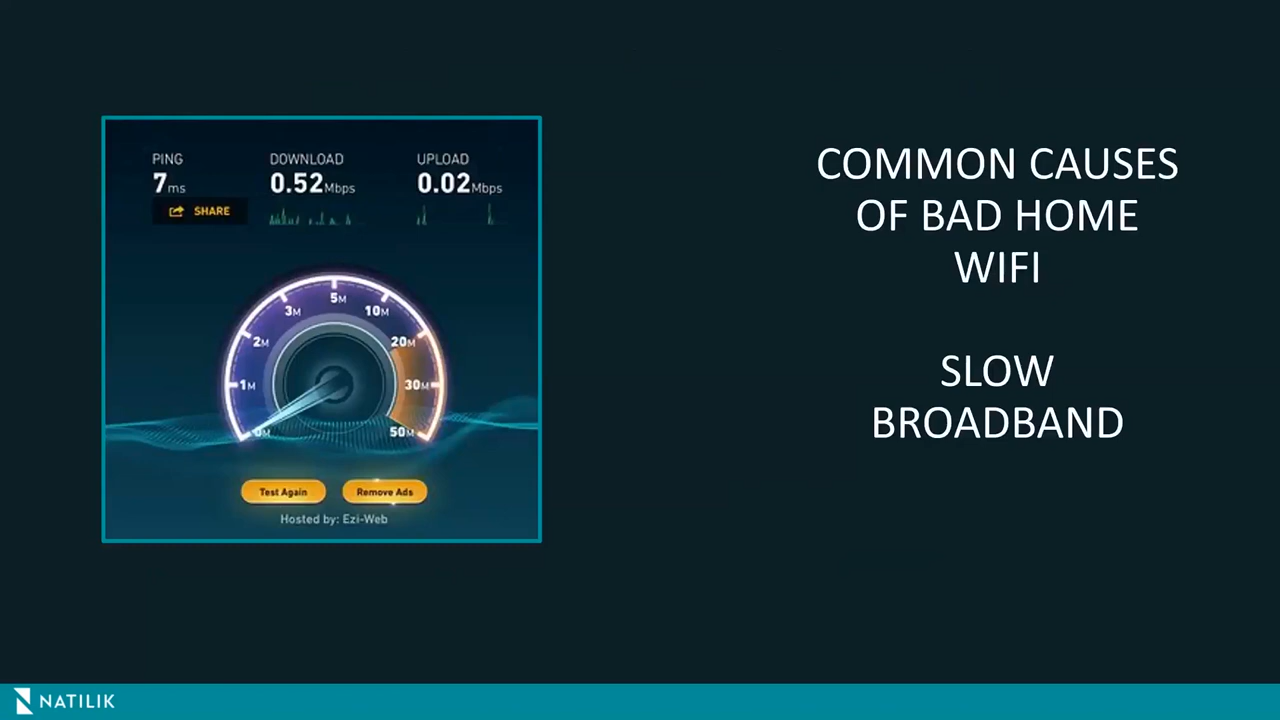 PING
7ms
SHARE
DOWNLOAD
0.52Mbps
UPLOAD
0.02Mbps
0M
1M
2M
3M
5M
10M
20M
30M
50M
Test Again
Remove Ads
Hosted by: Ezi-Web
COMMON CAUSES
OF BAD HOME
WIFI
SLOW
BROADBAND
NATILIK